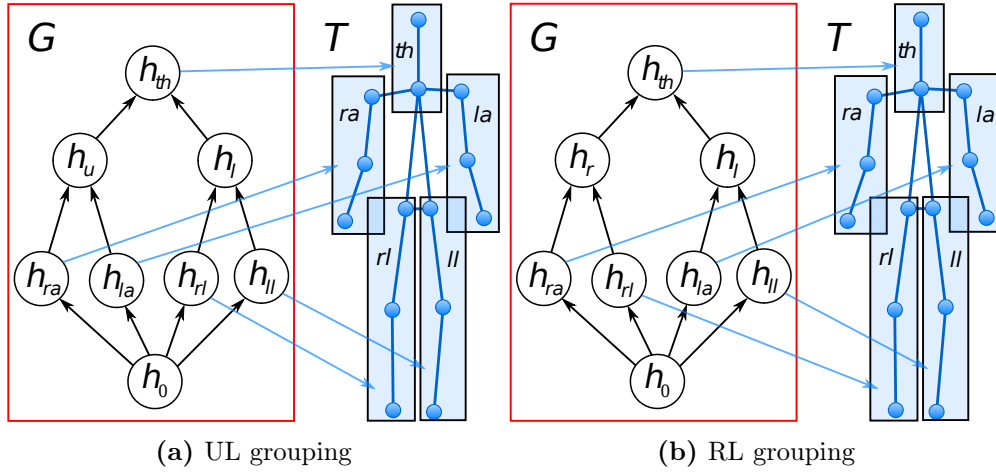 G T th
h_th
ra la
h_u h_l
rl ll
h_ra h_la h_rl h_ll
h_0
(a) UL grouping
G T th
h_th
ra la
h_r h_l
rl ll
h_ra h_rl h_la h_ll
h_0
(b) RL grouping